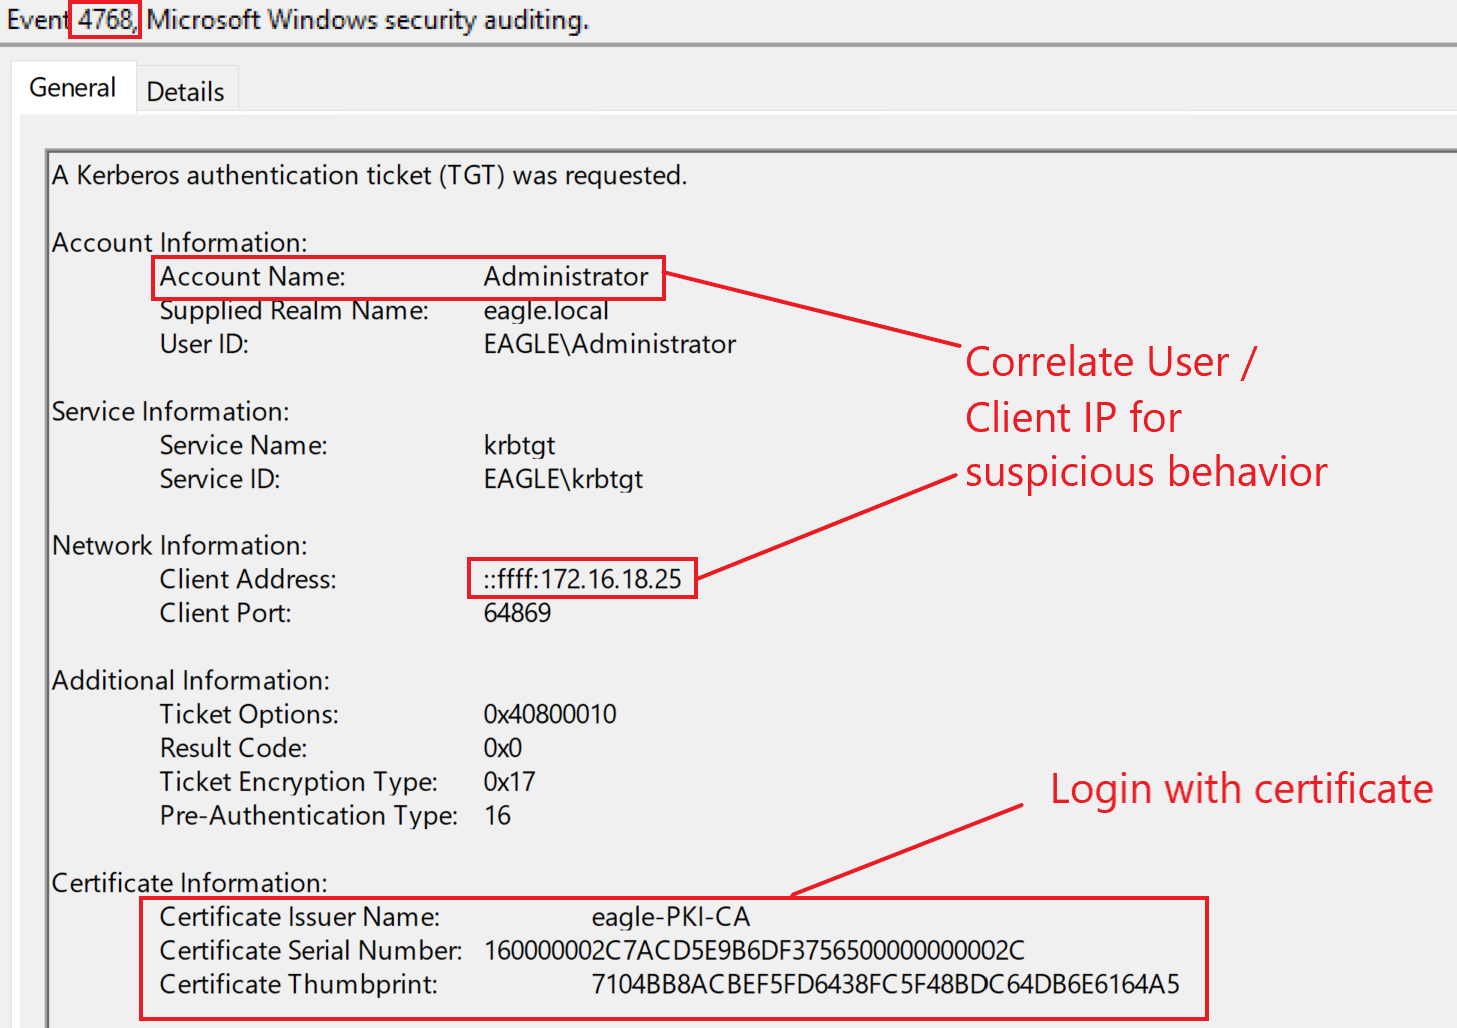 Event 4768, Microsoft Windows security auditing.
General
Details
A Kerberos authentication ticket (TGT) was requested.
Account Information:
Account Name: Administrator
Supplied Realm Name: eagle.local
User ID: EAGLE\Administrator
Correlate User /
Client IP for
suspicious behavior
Service Information:
Service Name: krbtgt
Service ID: EAGLE\krbtgt
Network Information:
Client Address: ::ffff:172.16.18.25
Client Port: 64869
Additional Information:
Ticket Options: 0x40800010
Result Code: 0x0
Ticket Encryption Type: 0x17
Pre-Authentication Type: 16
Login with certificate
Certificate Information:
Certificate Issuer Name: eagle-PKI-CA
Certificate Serial Number: 160000002C7ACD5E9B6DF3756500000000002C
Certificate Thumbprint: 7104BB8ACBEF5FD6438FC5F48BDC64DB6E6164A5